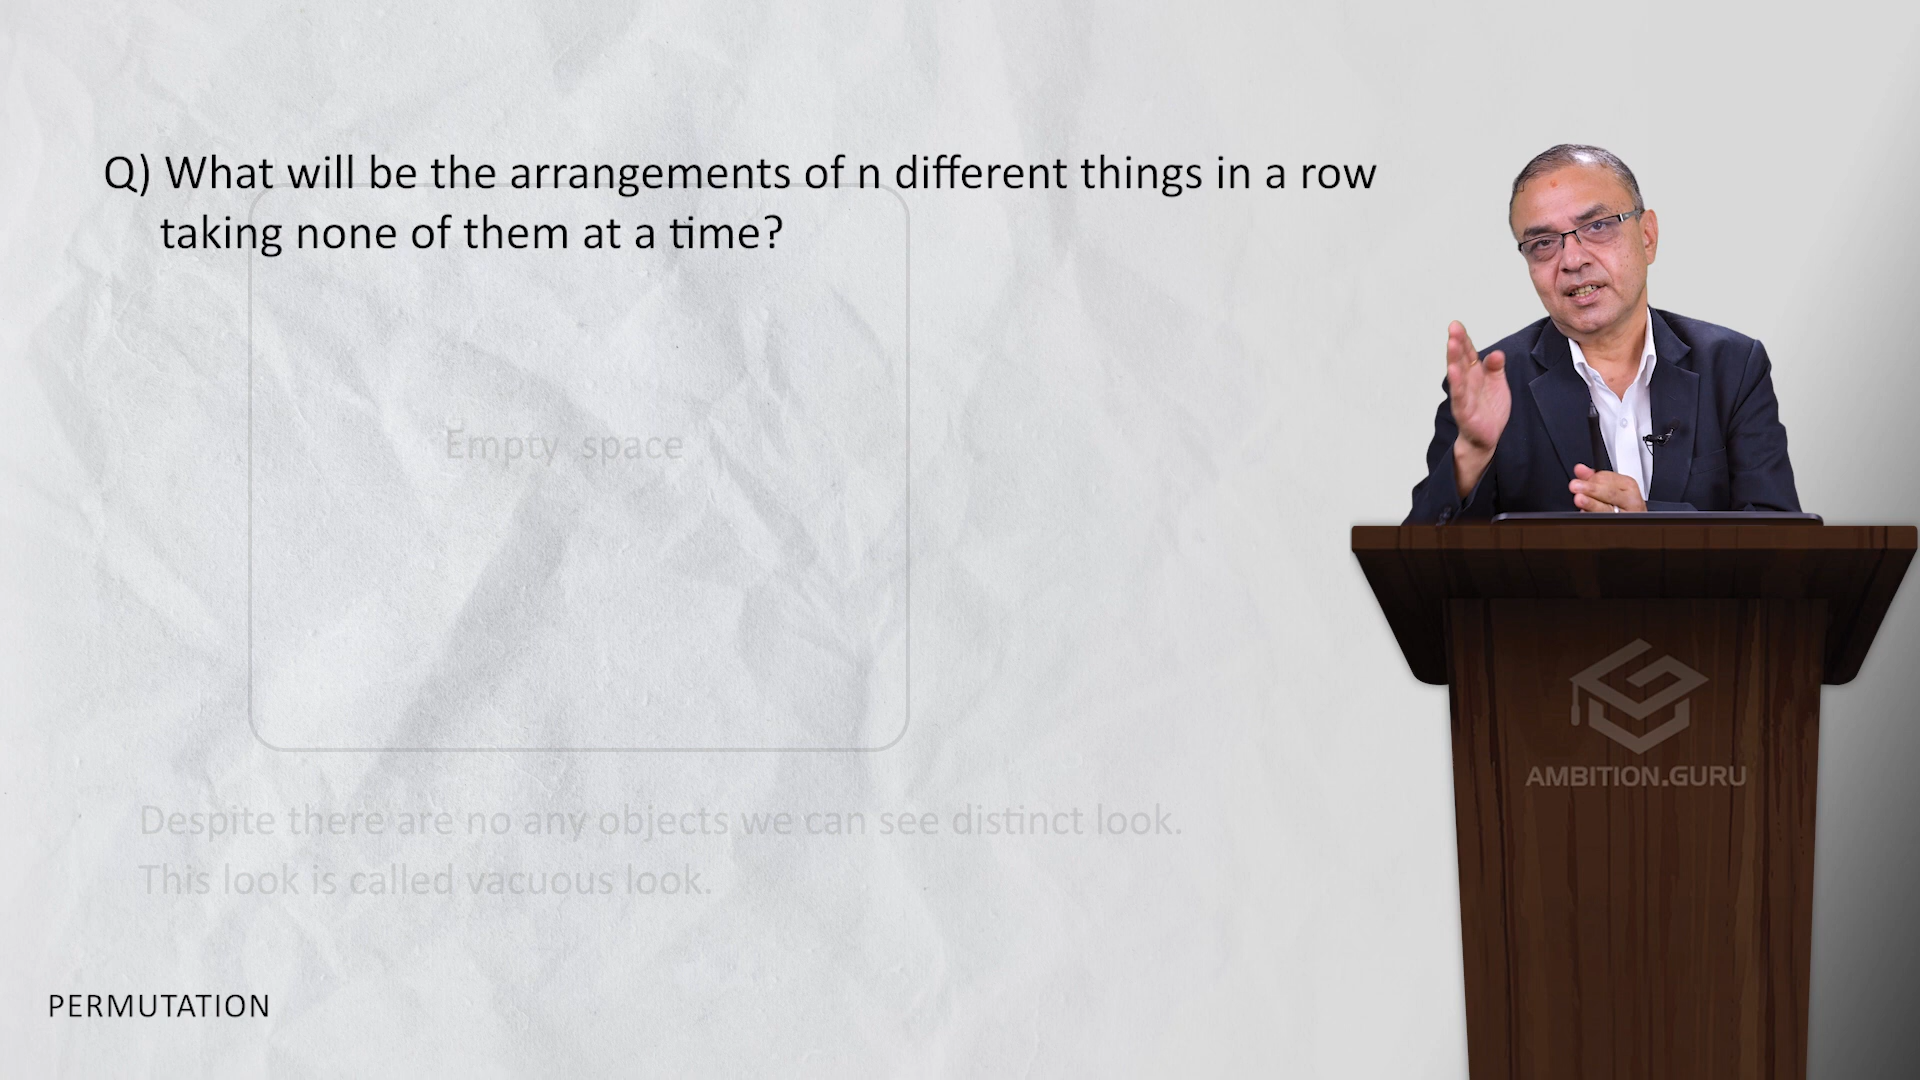 Q) What will be the arrangements of n different things in a row
taking none of them at a time?
Empty space
Despite there are no any objects we can see distinct look.
This look is called vacuous look.
AMBITION.GURU
PERMUTATION